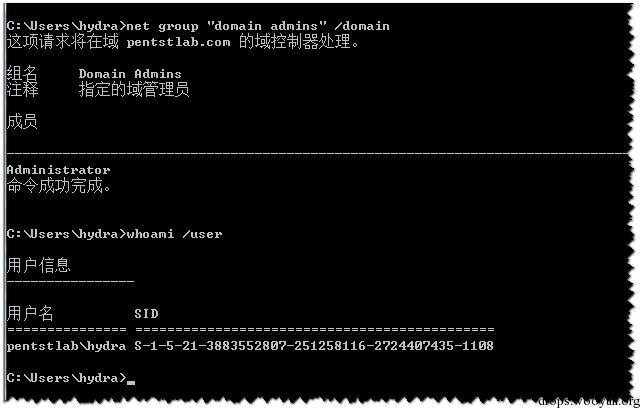 C:\Users\hydra>net group "domain admins" /domain
这项请求将在域 pentstlab.com 的域控制器处理。
组名 Domain Admins
注释 指定的域管理员
成员
-------------------------------------------------------------------------------
Administrator
命令成功完成。
C:\Users\hydra>whoami /user
用户信息
----------------
用户名 SID
=============== =============================================
pentstlab\hydra S-1-5-21-3883552807-251258116-2724407435-1108
C:\Users\hydra>_
drops.wooyun.org